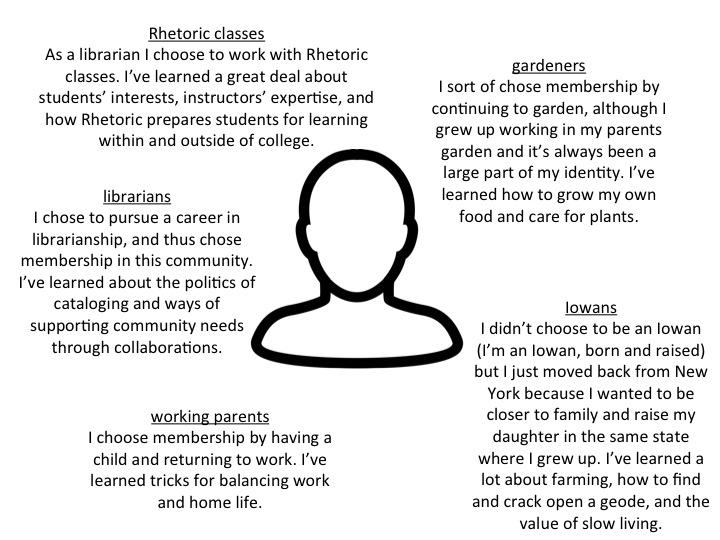 Rhetoric classes
As a librarian I choose to work with Rhetoric
classes. I’ve learned a great deal about
students’ interests, instructors’ expertise, and
how Rhetoric prepares students for learning
within and outside of college.
gardeners
I sort of chose membership by
continuing to garden, although I
grew up working in my parents
garden and it’s always been a
large part of my identity. I’ve
learned how to grow my own
food and care for plants.
librarians
I chose to pursue a career in
librarianship, and thus chose
membership in this community.
I’ve learned about the politics of
cataloging and ways of
supporting community needs
through collaborations.
Iowans
I didn’t choose to be an Iowan
(I’m an Iowan, born and raised)
but I just moved back from New
York because I wanted to be
closer to family and raise my
daughter in the same state
where I grew up. I’ve learned a
lot about farming, how to find
and crack open a geode, and the
value of slow living.
working parents
I choose membership by having a
child and returning to work. I’ve
learned tricks for balancing work
and home life.